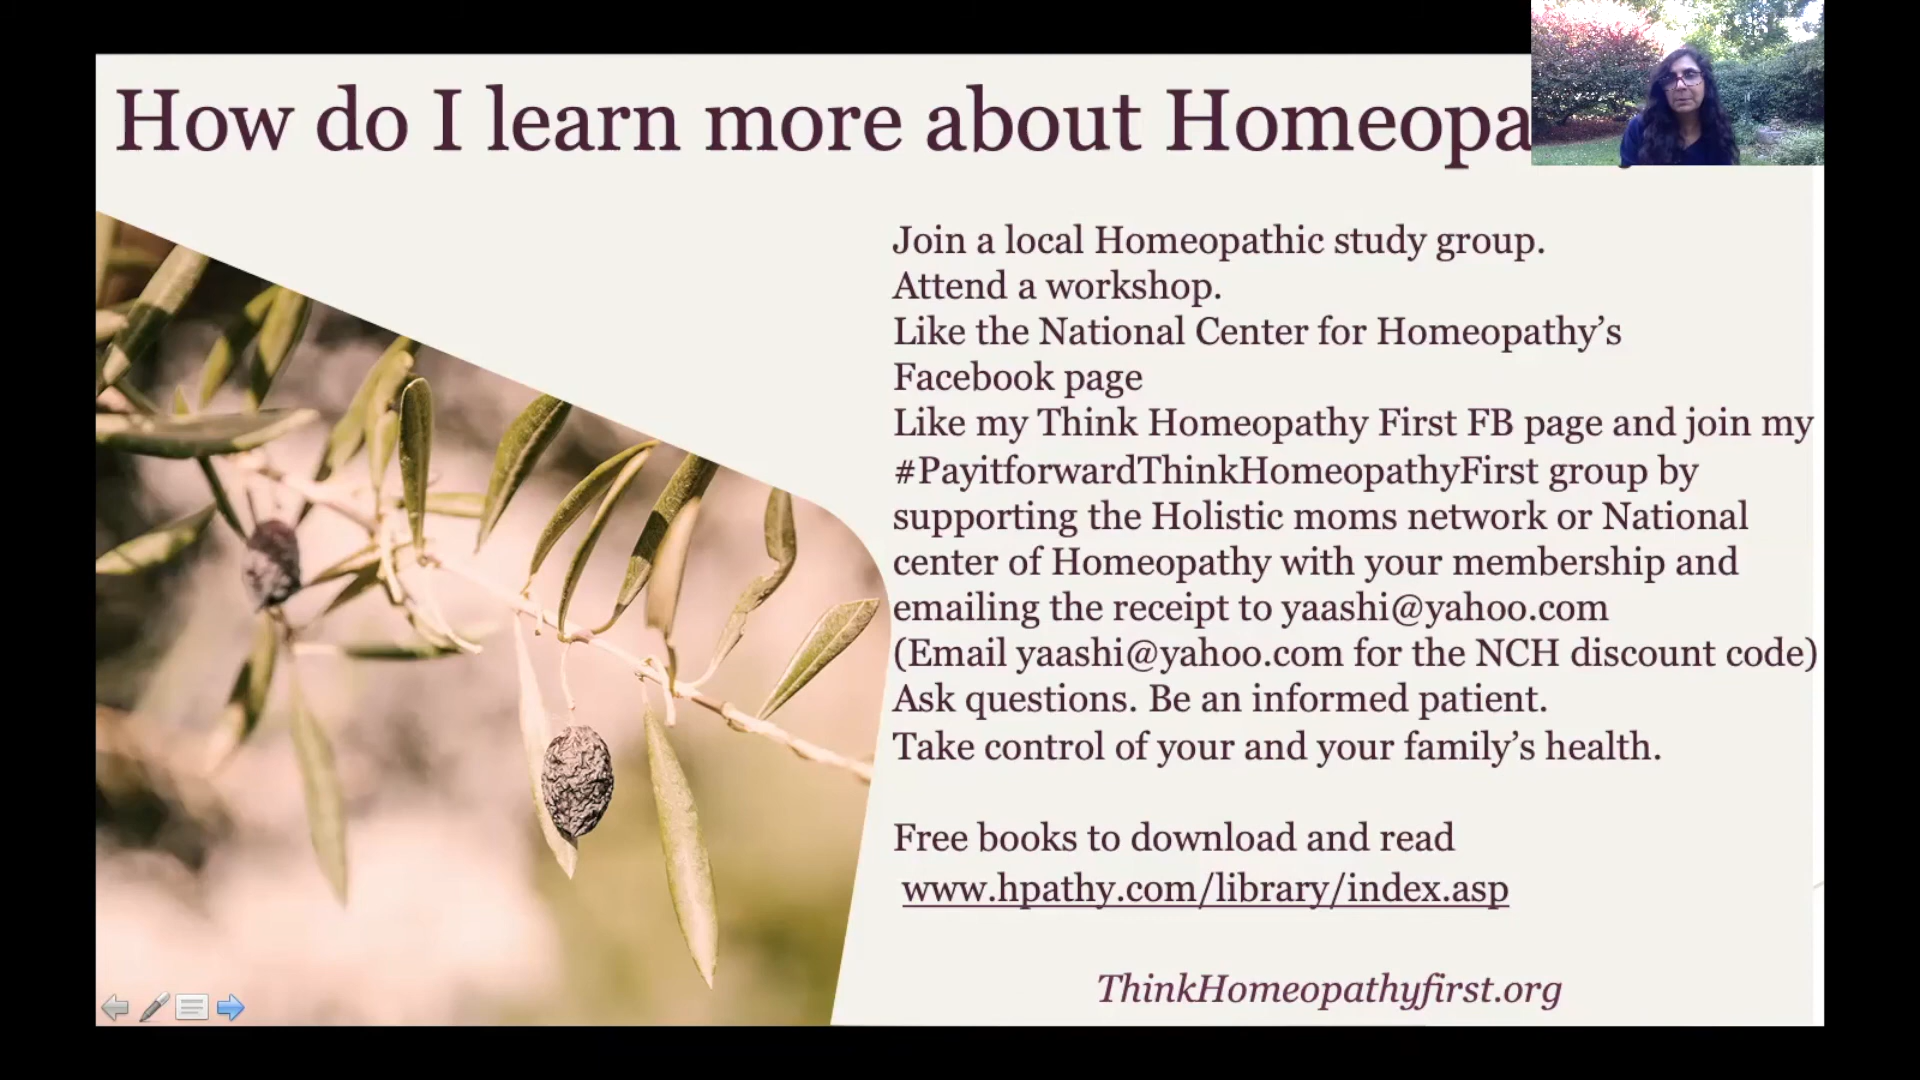 How do I learn more about Homeopa
Join a local Homeopathic study group.
Attend a workshop.
Like the National Center for Homeopathy’s
Facebook page
Like my Think Homeopathy First FB page and join my
#PayitforwardThinkHomeopathyFirst group by
supporting the Holistic moms network or National
center of Homeopathy with your membership and
emailing the receipt to yaashi@yahoo.com
(Email yaashi@yahoo.com for the NCH discount code)
Ask questions. Be an informed patient.
Take control of your and your family’s health.
Free books to download and read
www.hpathy.com/library/index.asp
ThinkHomeopathyfirst.org